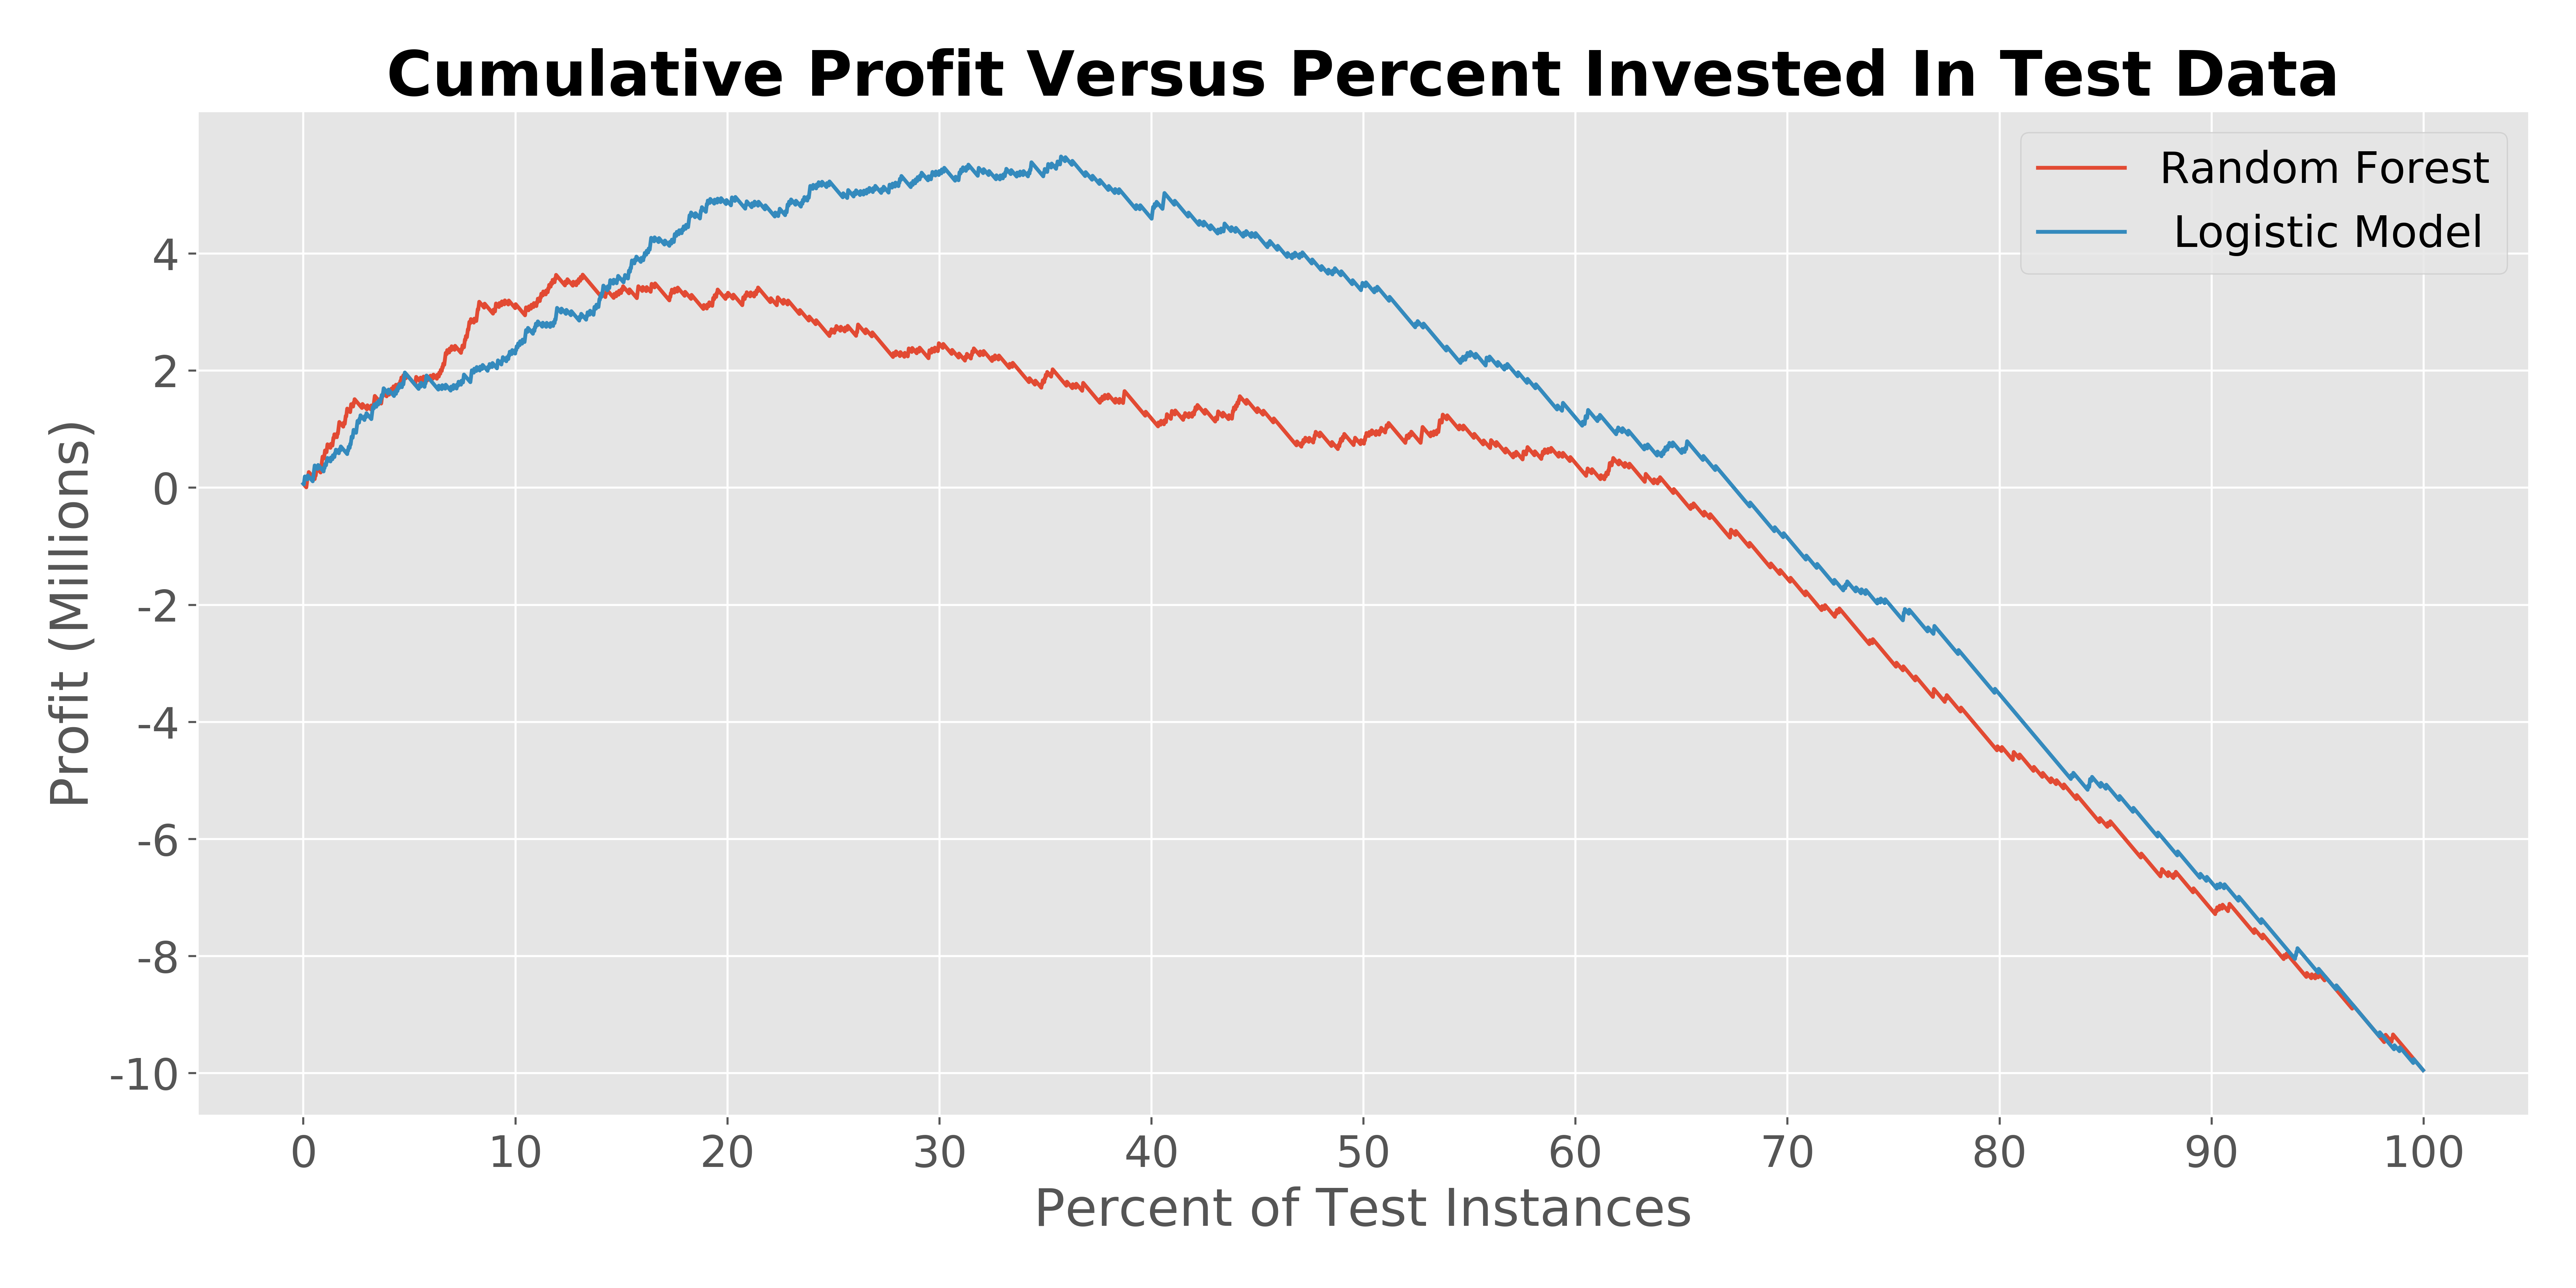 Cumulative Profit Versus Percent Invested In Test Data
Random Forest
Logistic Model
Profit (Millions)
4
2
0
-2
-4
-6
-8
-10
0 10 20 30 40 50 60 70 80 90 100
Percent of Test Instances